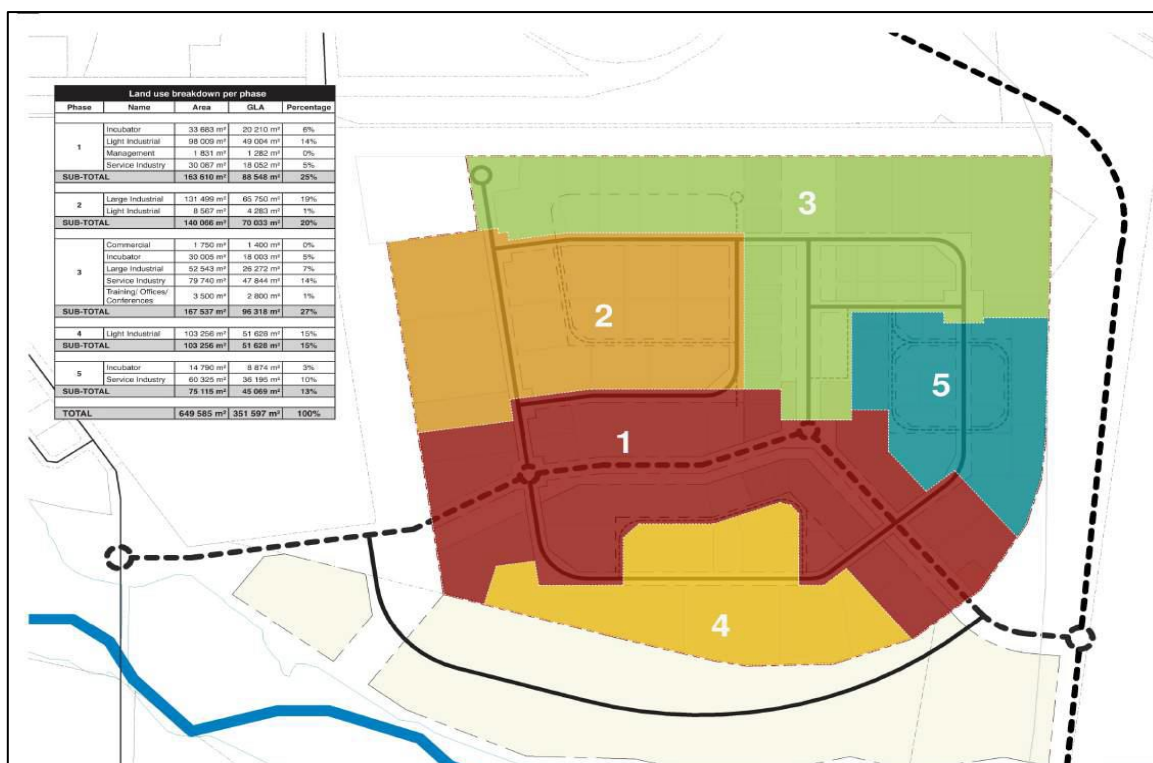 Land use breakdown per phase
Phase Name Area GLA Percentage
1
Incubator 33 683 m² 20 210 m² 6%
Light Industrial 98 009 m² 49 004 m² 14%
Management 1 831 m² 1 282 m² 0%
Service Industry 30 087 m² 18 052 m² 5%
SUB-TOTAL 163 610 m² 88 548 m² 25%
2
Large Industrial 131 499 m² 65 750 m² 19%
Light Industrial 8 567 m² 4 283 m² 1%
SUB-TOTAL 140 066 m² 70 033 m² 20%
3
Commercial 1 750 m² 1 400 m² 0%
Incubator 30 005 m² 18 003 m² 5%
Large Industrial 52 543 m² 26 272 m² 7%
Service Industry 79 740 m² 47 844 m² 14%
Training/ Offices/
Conferences 3 500 m² 2 800 m² 1%
SUB-TOTAL 167 537 m² 96 318 m² 27%
4 Light Industrial 103 256 m² 51 628 m² 15%
SUB-TOTAL 103 256 m² 51 628 m² 15%
5
Incubator 14 790 m² 8 874 m² 3%
Service Industry 60 325 m² 36 195 m² 10%
SUB-TOTAL 75 115 m² 45 069 m² 13%
TOTAL 649 585 m² 351 597 m² 100%
3
2
5
1
4